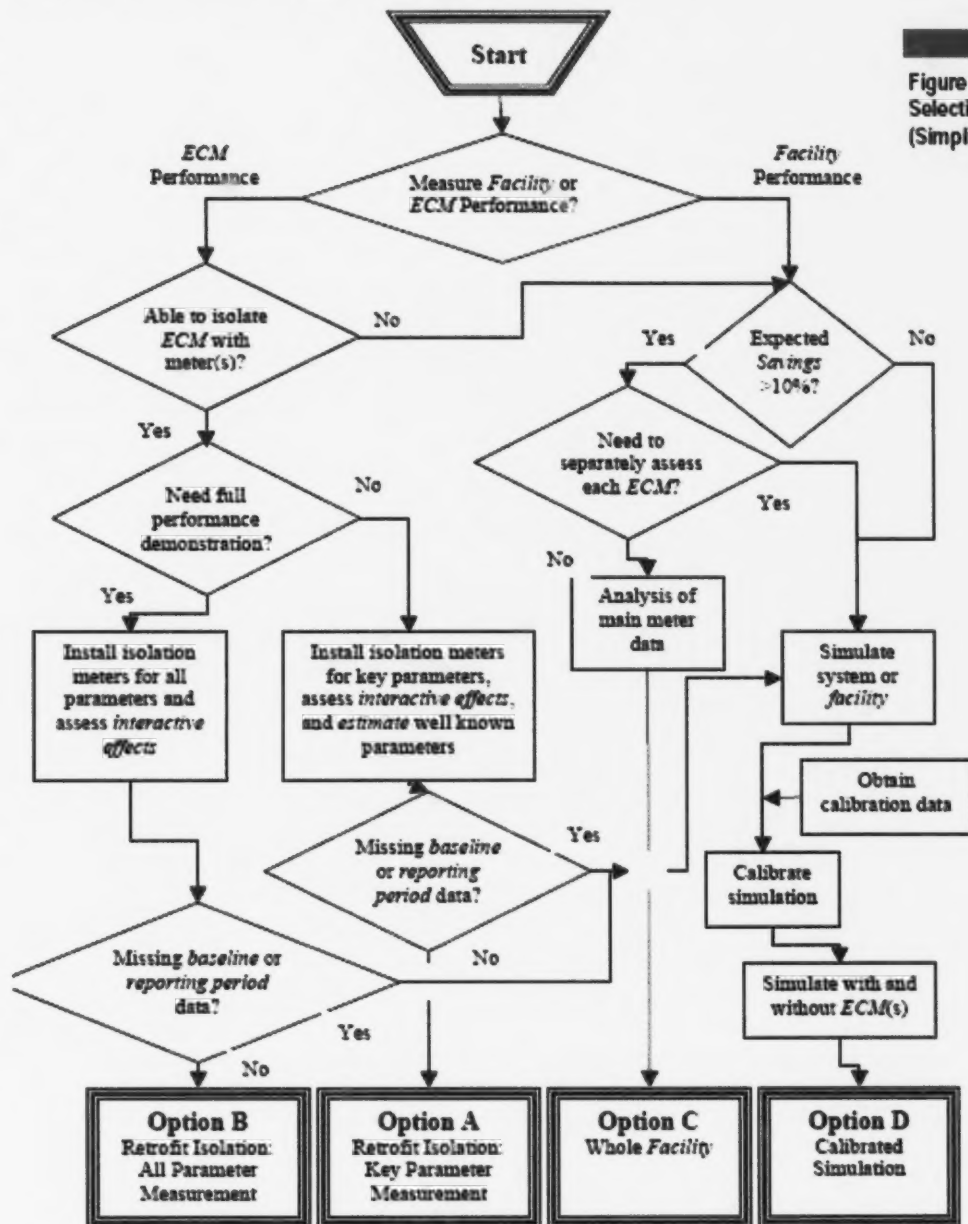 Start
Figure
Selecti
(Simpl
ECM
Performance
Facility
Performance
Measure Facility or
ECM Performance?
Able to isolate
ECM with
meter(s)?
No
Yes
Expected
Savings
>10%?
No
Yes
Need to
separately assess
each ECM?
Yes
Need full
performance
demonstration?
No
No
Analysis of
main meter
data
Yes
Install isolation
meters for all
parameters and
assess interactive
effects
Install isolation meters
for key parameters,
assess interactive effects,
and estimate well known
parameters
Simulate
system or
facility
Obtain
calibration data
Yes
Missing baseline
or reporting
period data?
Calibrate
simulation
No
Missing baseline or
reporting period
data?
Simulate with and
without ECM(s)
Yes
No
Option B
Retrofit Isolation:
All Parameter
Measurement
Option A
Retrofit Isolation:
Key Parameter
Measurement
Option C
Whole Facility
Option D
Calibrated
Simulation